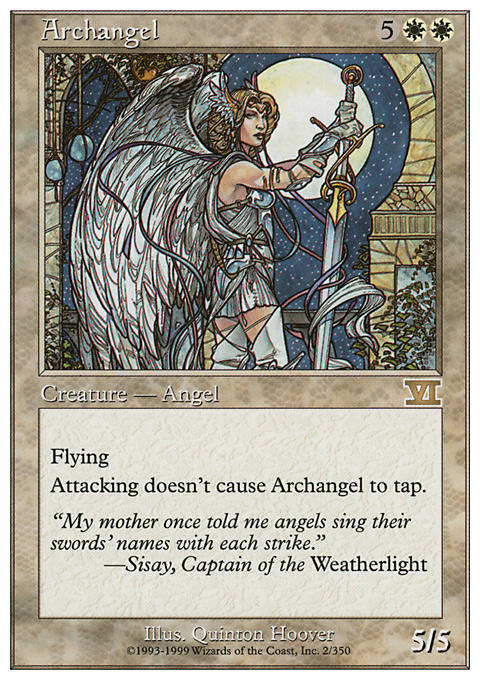 Archangel 5
Creature — Angel VI
Flying
Attacking doesn't cause Archangel to tap.
“My mother once told me angels sing their
swords' names with each strike.”
—Sisay, Captain of the Weatherlight
Illus. Quinton Hoover
©1993-1999 Wizards of the Coast, Inc. 2/350
5/5